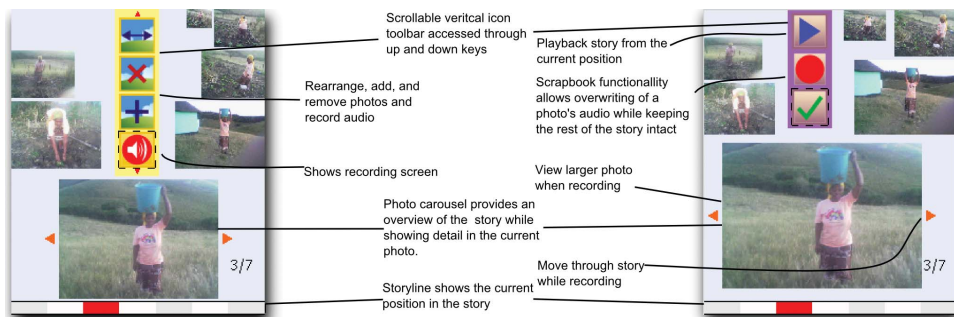 Scrollable veritcal icon
toolbar accessed through
up and down keys
Rearrange, add, and
remove photos and
record audio
Shows recording screen
Photo carousel provides an
overview of the  story while
showing detail in the current
photo.
3/7
Storyline shows the current
position in the story
Playback story from the
current position
Scrapbook functionallity
allows overwriting of a
photo's audio while keeping
the rest of the story intact
View larger photo
when recording
Move through story
while recording
3/7